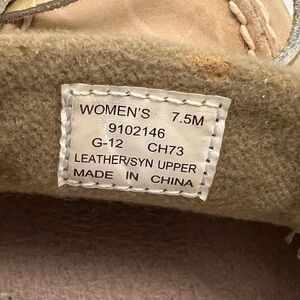 WOMEN'S 7.5M
9102146
G-12 CH73
LEATHER/SYN UPPER
MADE IN CHINA